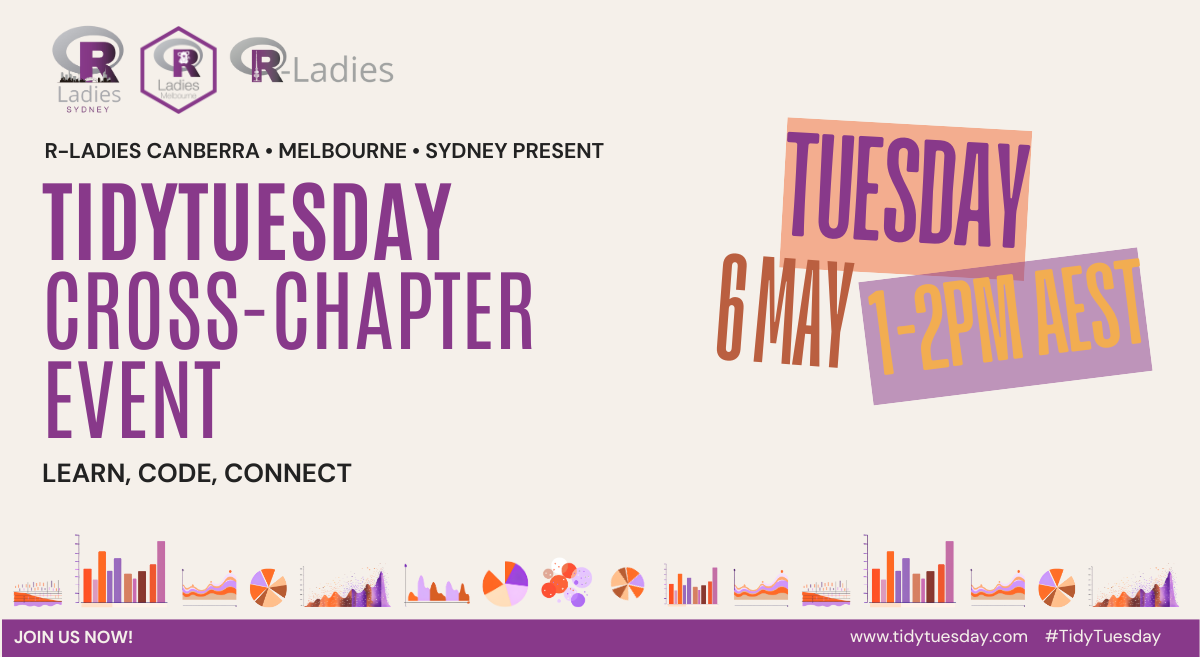 R
Ladies
SYDNEY
R
Ladies
Melbourne
R-Ladies
R-LADIES CANBERRA • MELBOURNE • SYDNEY PRESENT
TIDYTUESDAY
CROSS-CHAPTER
EVENT
LEARN, CODE, CONNECT
TUESDAY
6 MAY
1-2PM AEST
JOIN US NOW!
www.tidytuesday.com #TidyTuesday